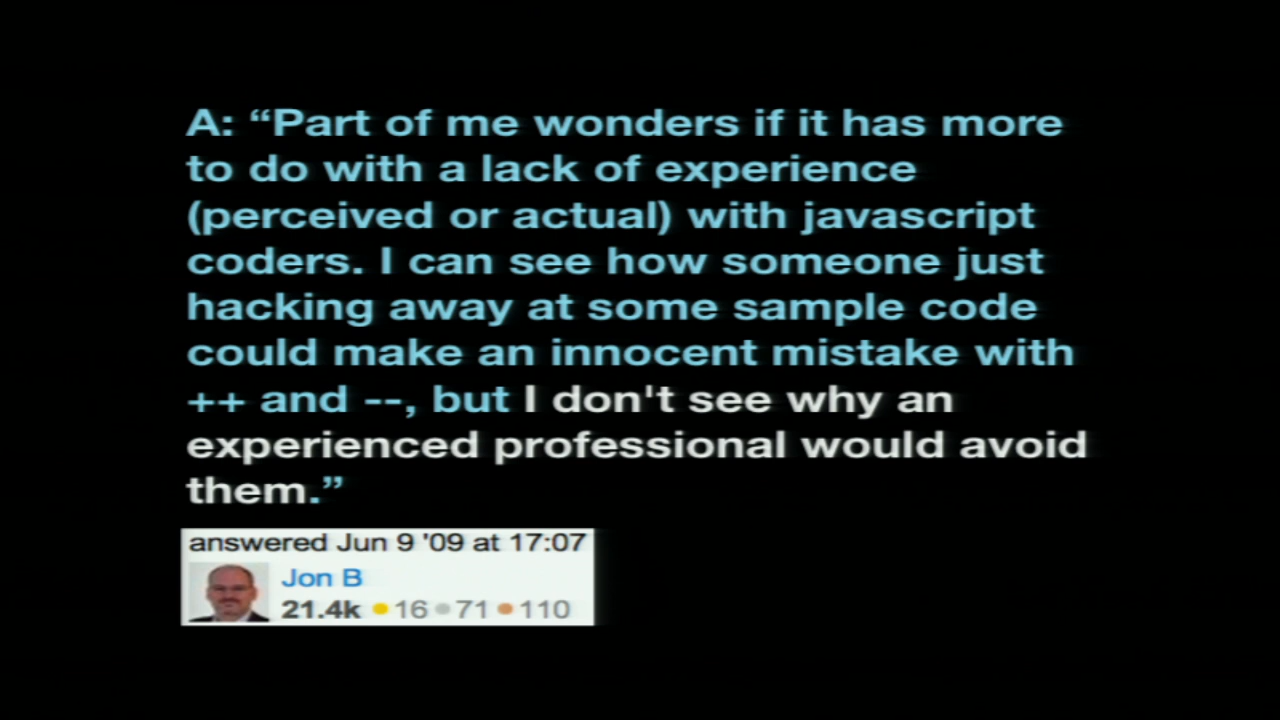 A: “Part of me wonders if it has more
to do with a lack of experience
(perceived or actual) with javascript
coders. I can see how someone just
hacking away at some sample code
could make an innocent mistake with
++ and --, but I don't see why an
experienced professional would avoid
them.”
answered Jun 9 '09 at 17:07
Jon B
21.4k ●16 ●71 ●110